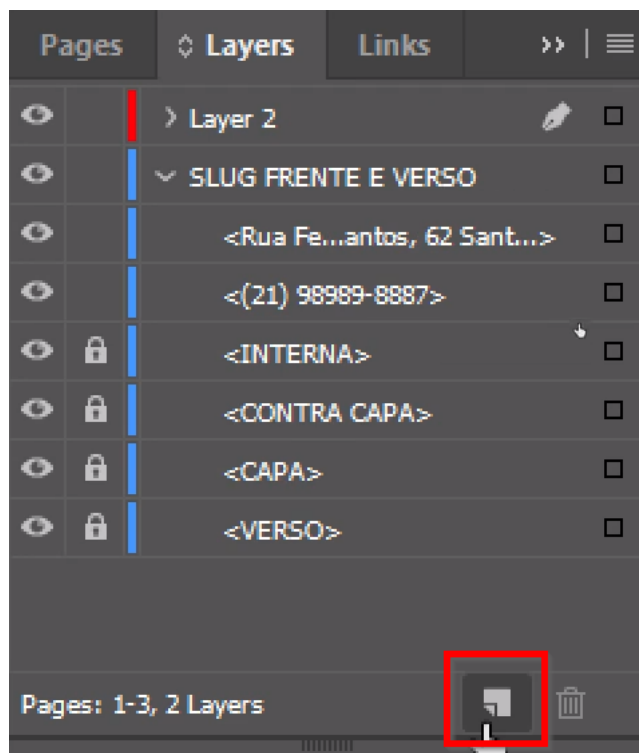 Pages Layers Links
Layer 2
SLUG FRENTE E VERSO
<Rua Fe...antos, 62 Sant...>
<(21) 98989-8887>
<INTERNA>
<CONTRA CAPA>
<CAPA>
<VERSO>
Pages: 1-3, 2 Layers